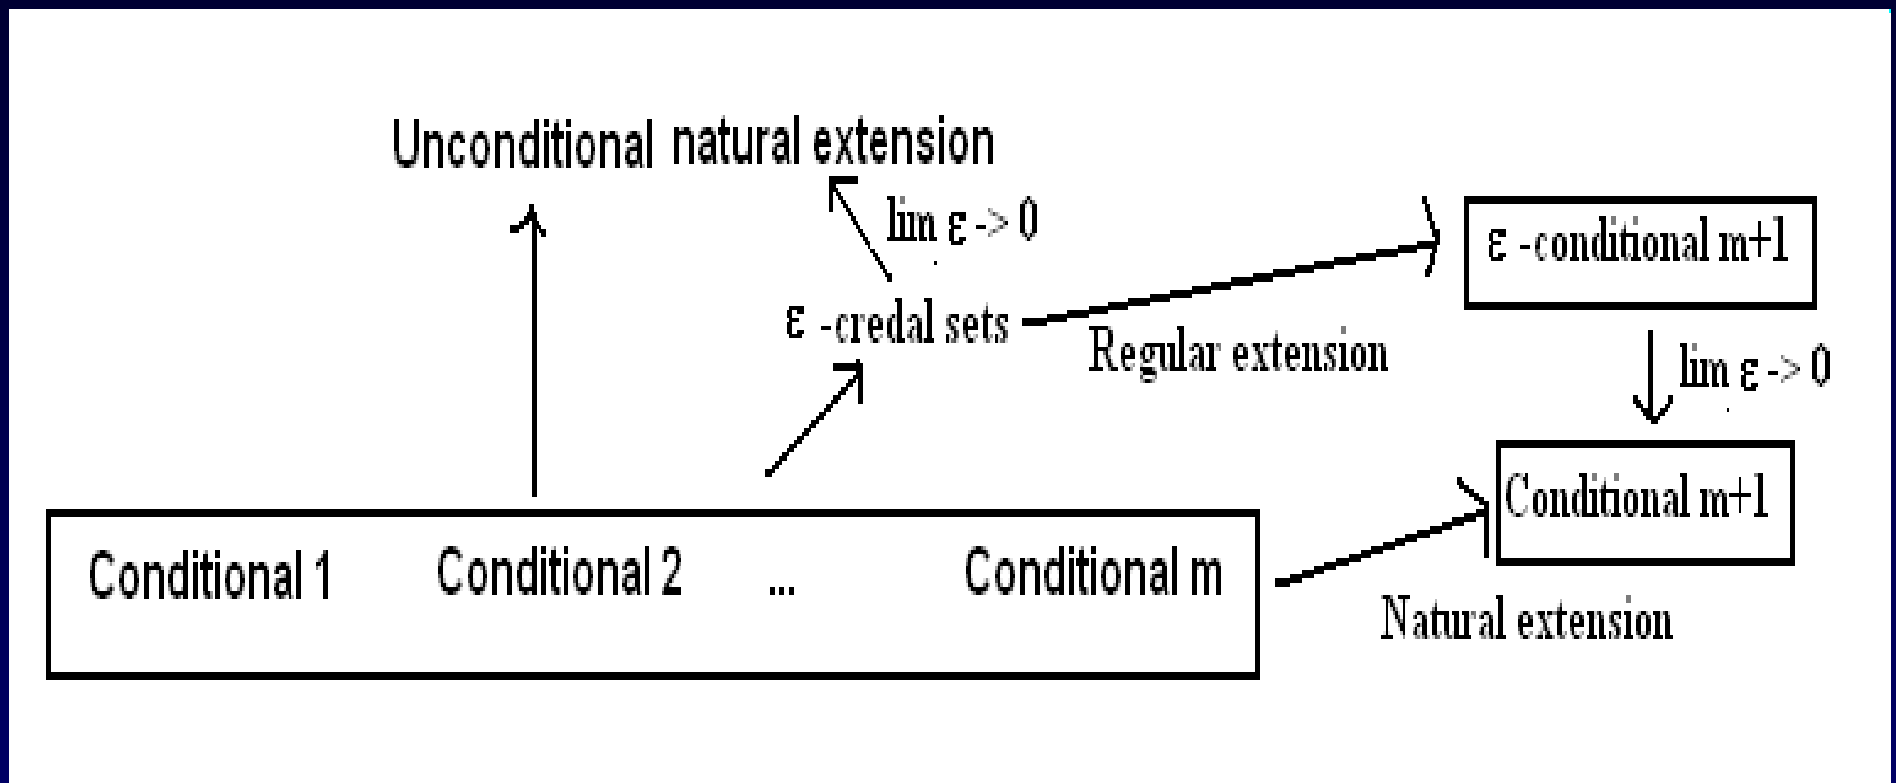 Unconditional natural extension
lim ε -> 0
ε -conditional m+1
ε -credal sets
Regular extension
lim ε -> 0
Conditional m+1
Conditional 1 Conditional 2 ... Conditional m
Natural extension